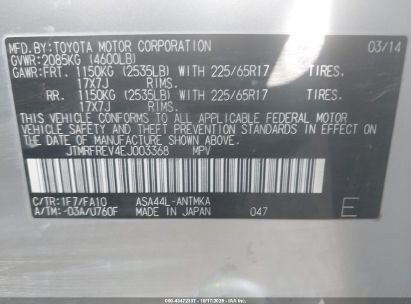 MFD.BY:TOYOTA MOTOR CORPORATION 03/14
GVWR:2085KG (4600LB)
GAWR:FRT. 1150KG (2535LB) WITH 225/65R17 TIRES.
17X7J RIMS.
RR. 1150KG (2535LB) WITH 225/65R17 TIRES.
17X7J RIMS.
THIS VEHICLE CONFORMS TO ALL APPLICABLE FEDERAL MOTOR
VEHICLE SAFETY AND THEFT PREVENTION STANDARDS IN EFFECT ON
THE DATE OF MANUFACTURE SHOWN ABOVE.
JTMRFREV4EJ003368 MPV
C/TR:1F7/FA10 ASA44L-ANTMKA
A/TM:-03A/U760F MADE IN JAPAN 047 E